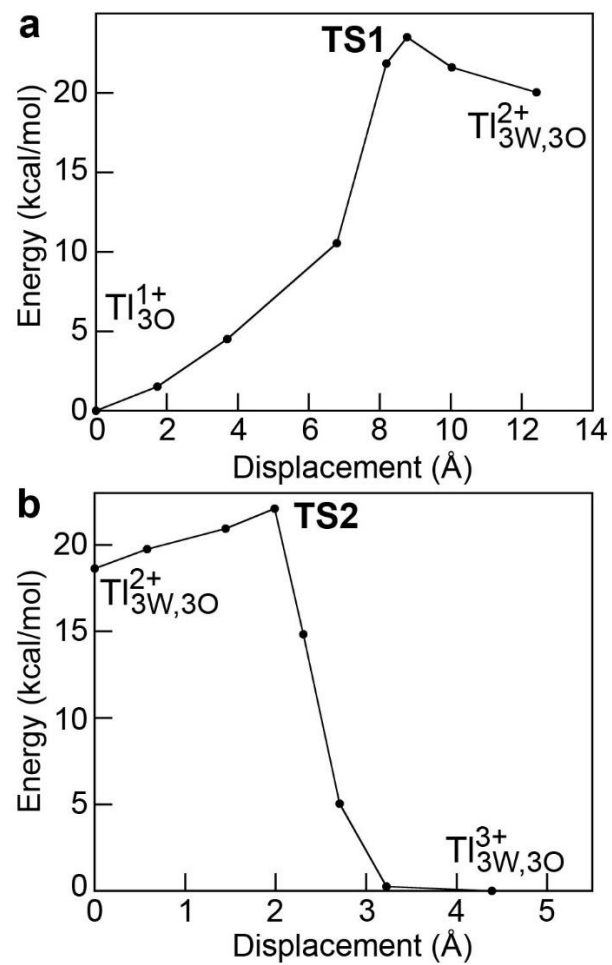 a
TS1
20
15
10
5
0
Energy (kcal/mol)
Tl₃O¹⁺
Tl₃W,₃O²⁺
0 2 4 6 8 10 12 14
Displacement (Å)
b
TS2
20
15
10
5
0
Energy (kcal/mol)
Tl₃W,₃O²⁺
Tl₃W,₃O³⁺
0 1 2 3 4 5
Displacement (Å)